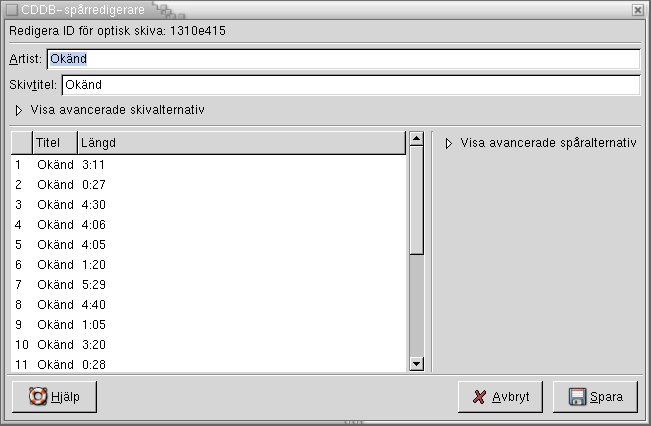 CDDB-spårredigerare
Redigera ID för optisk skiva: 1310e415
Artist: Okänd
Skivtitel: Okänd
Visa avancerade skivalternativ
Titel Längd
Visa avancerade spåralternativ
1 Okänd 3:11
2 Okänd 0:27
3 Okänd 4:30
4 Okänd 4:06
5 Okänd 4:05
6 Okänd 1:20
7 Okänd 5:29
8 Okänd 4:40
9 Okänd 1:05
10 Okänd 3:20
11 Okänd 0:28
Hjälp Avbryt Spara